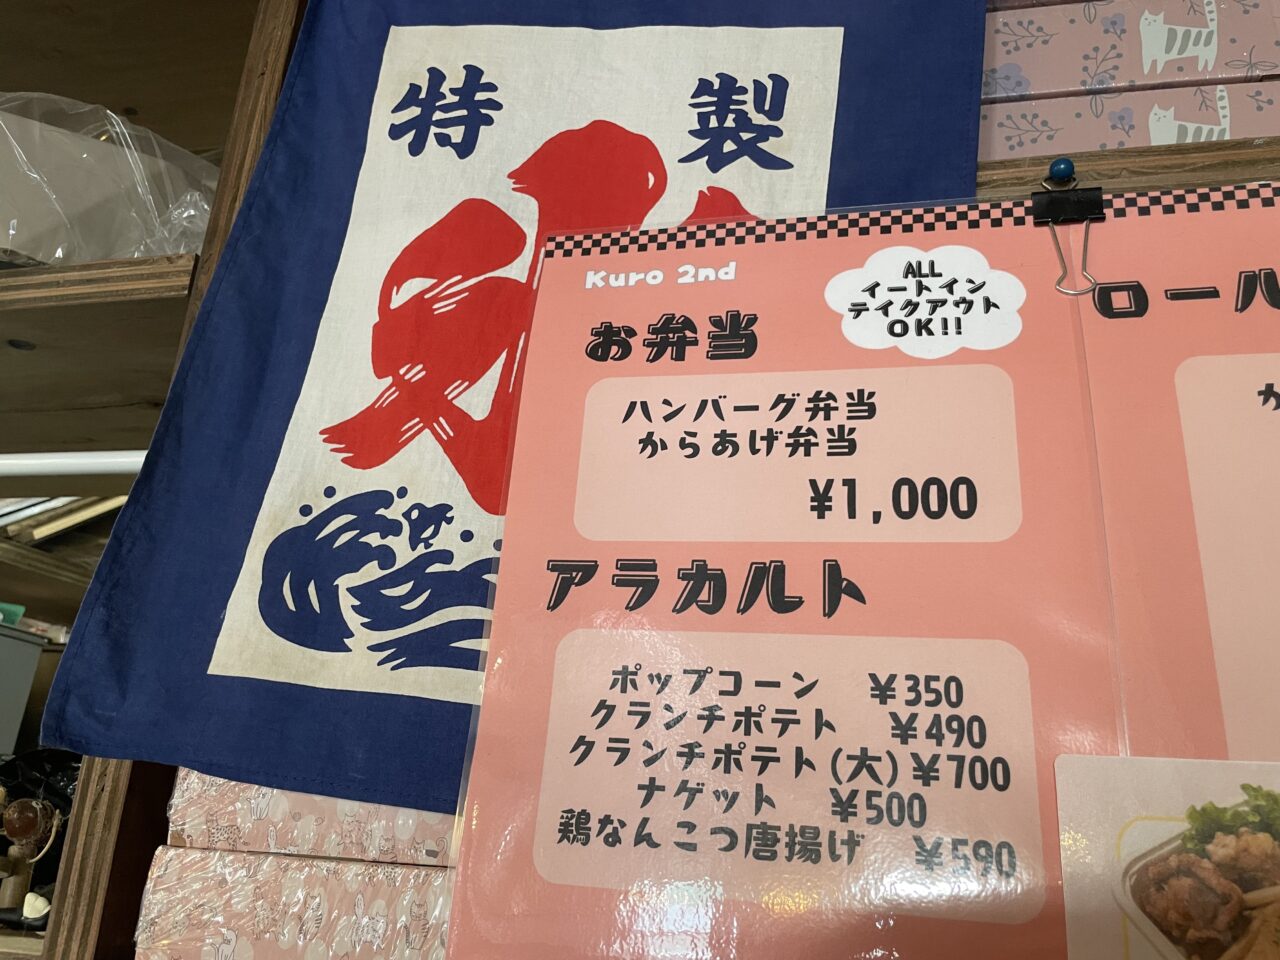 特製
Kuro 2nd
ALL
イートイン
テイクアウト
OK!!
お弁当
ハンバーグ弁当
からあげ弁当
¥1,000
アラカルト
ポップコーン ¥350
クランチポテト ¥490
クランチポテト(大) ¥700
ナゲット ¥500
鶏なんこつ唐揚げ ¥590
ロール
か